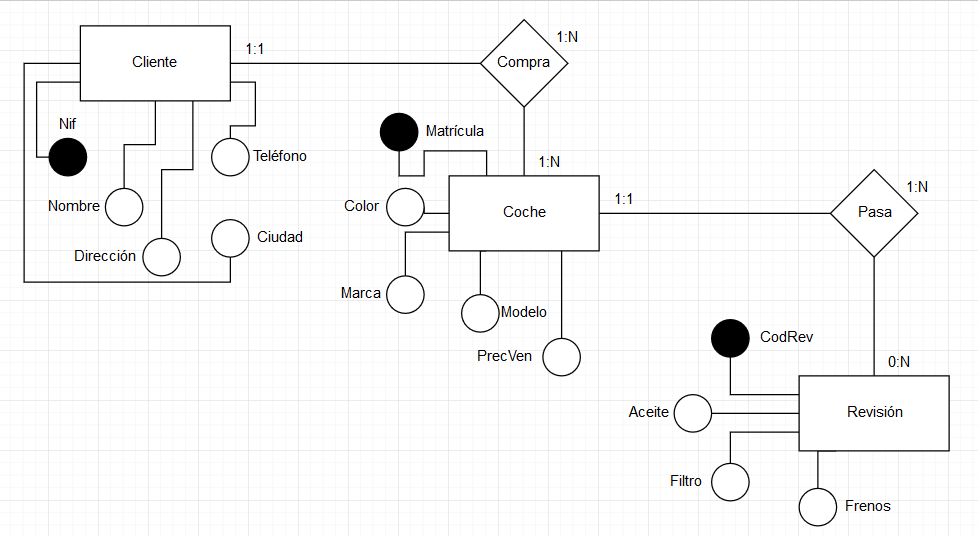 1:N
1:1
Compra
Cliente
Nif
Matrícula
Teléfono
1:N
1:N
1:1
Nombre
Color
Coche
Pasa
Ciudad
Dirección
Marca
Modelo
CodRev
PrecVen
0:N
Aceite
Revisión
Filtro
Frenos